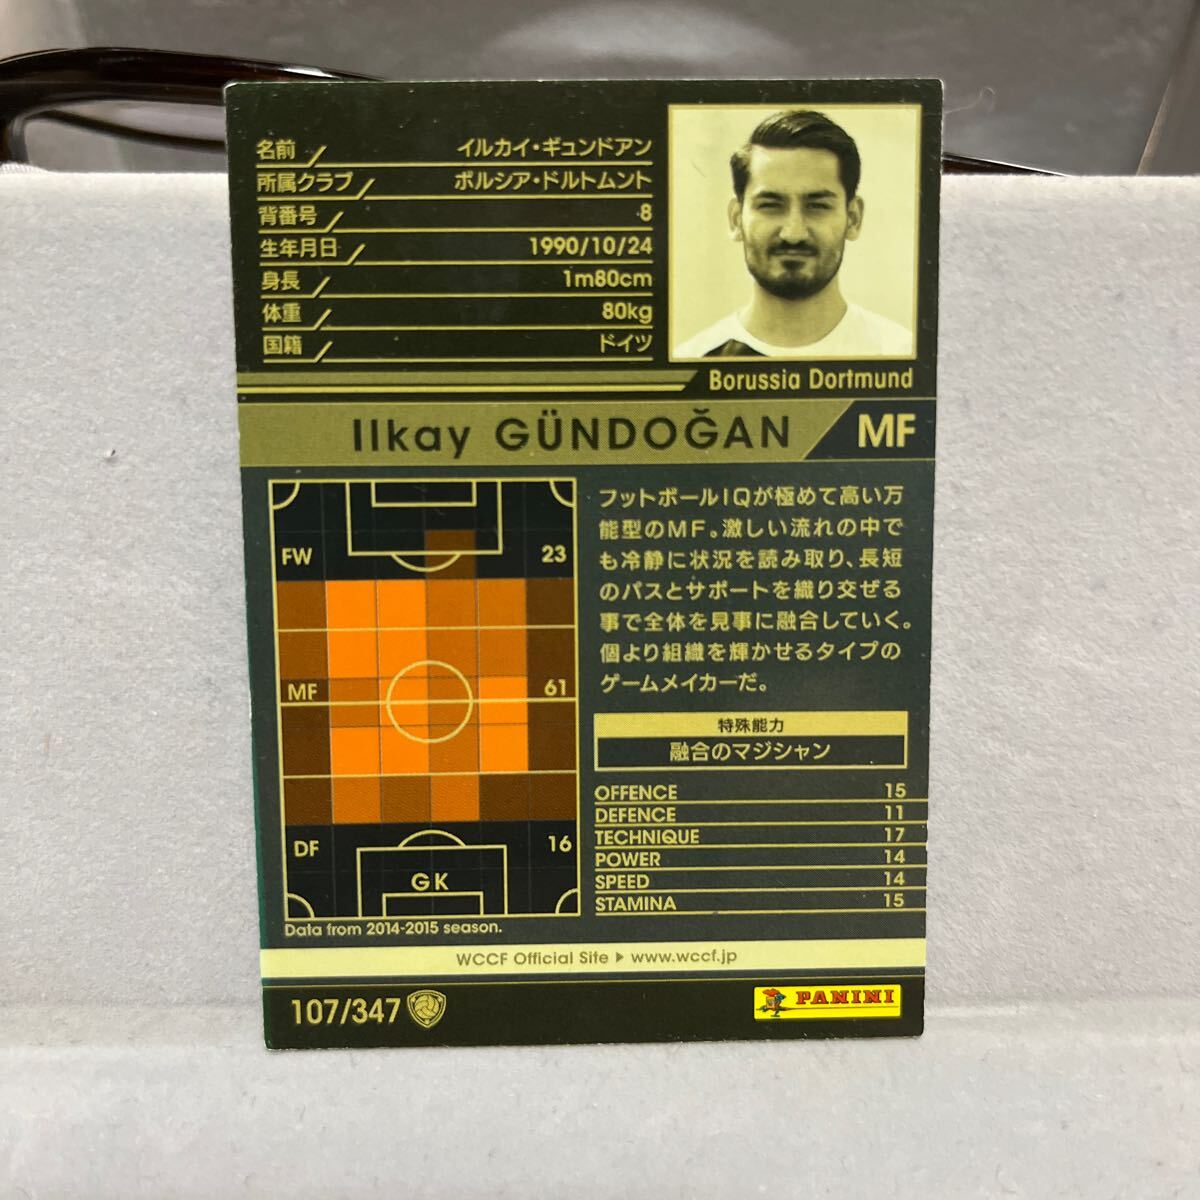 名前 イルカイ・ギュンドアン
所属クラブ ボルシア・ドルトムント
背番号 8
生年月日 1990/10/24
身長 1m80cm
体重 80kg
国籍 ドイツ
Borussia Dortmund
Ilkay GÜNDOĞAN MF
FW 23
MF 61
DF 16
GK
Data from 2014-2015 season.
フットボールIQが極めて高い万
能型のMF。激しい流れの中で
も冷静に状況を読み取り、長短
のパスとサポートを織り交ぜる
事で全体を見事に融合していく。
個より組織を輝かせるタイプの
ゲームメイカーだ。
特殊能力
融合のマジシャン
OFFENCE 15
DEFENCE 11
TECHNIQUE 17
POWER 14
SPEED 14
STAMINA 15
WCCF Official Site ▶ www.wccf.jp
107/347
PANINI